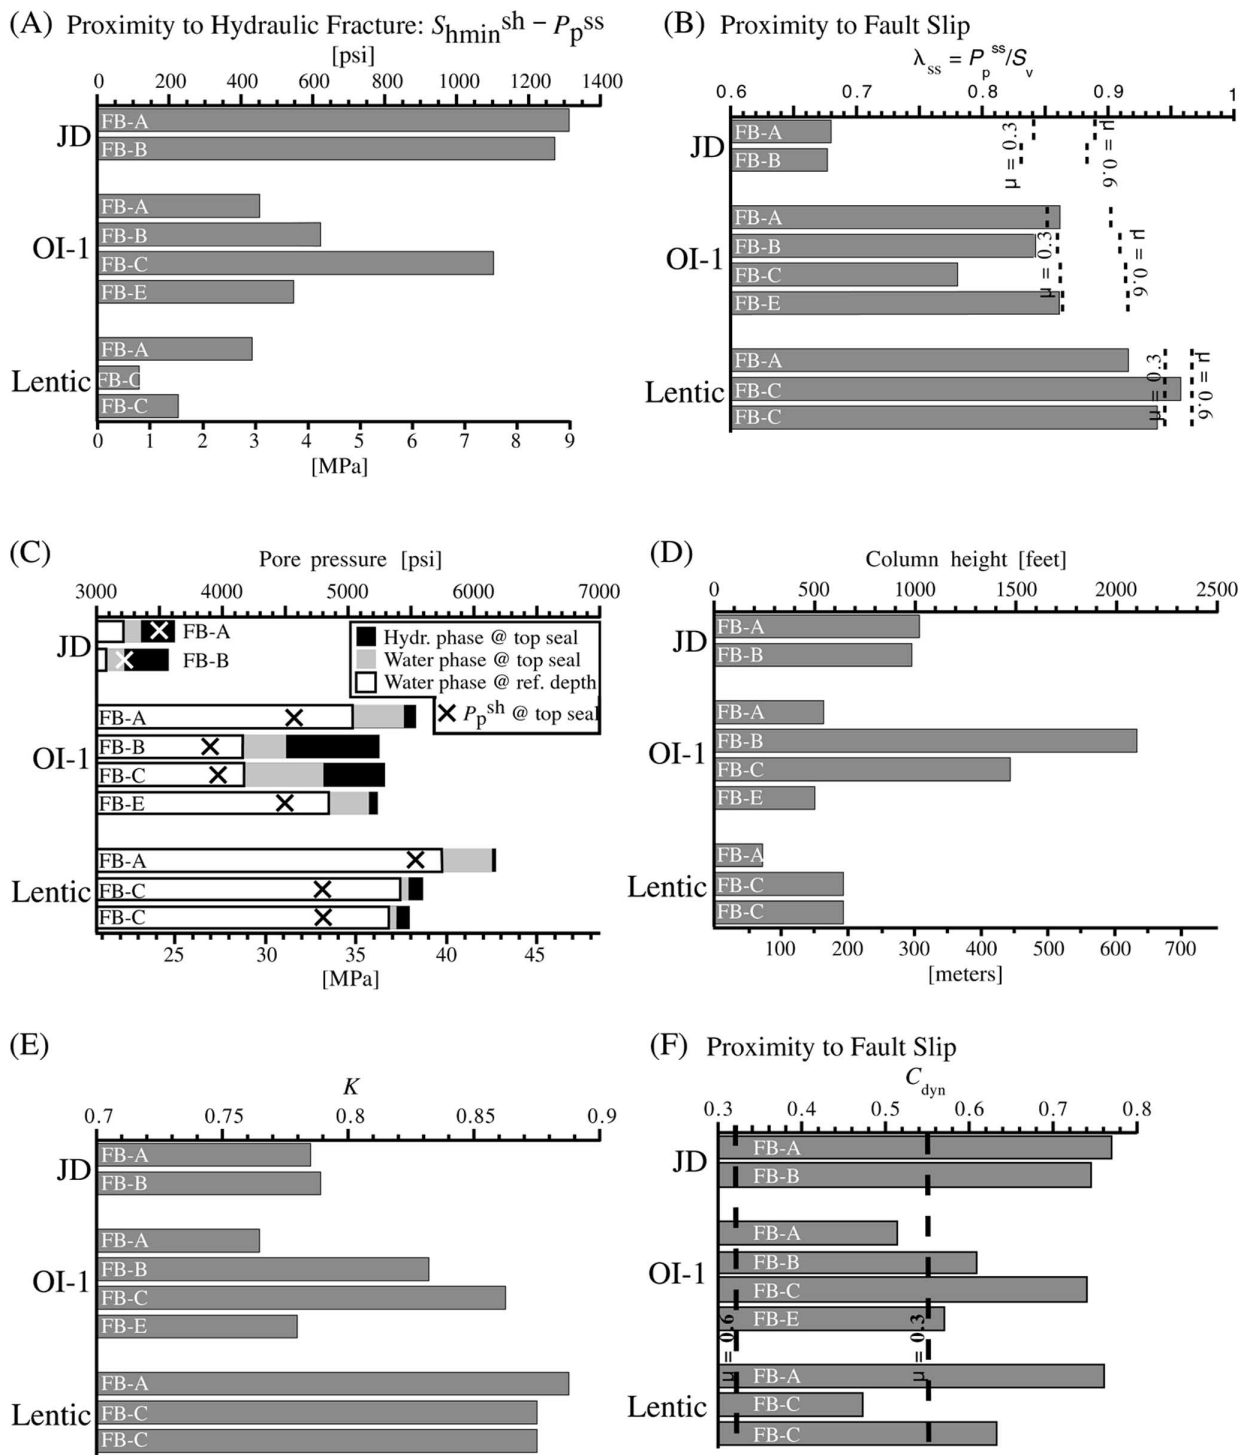 (A) Proximity to Hydraulic Fracture: Shmin^sh – Pp^ss
[psi]
0 200 400 600 800 1000 1200 1400
JD
FB-A
FB-B
OI-1
FB-A
FB-B
FB-C
FB-E
Lentic
FB-A
FB-C
FB-C
0 1 2 3 4 5 6 7 8 9
[MPa]
(B) Proximity to Fault Slip
λss = Pp^ss/Sv
0.6 0.7 0.8 0.9 1
JD
FB-A
FB-B
μ = 0.3
μ = 0.6
OI-1
FB-A
FB-B
FB-C
FB-E
μ = 0.3
μ = 0.6
Lentic
FB-A
FB-C
FB-C
μ = 0.3
μ = 0.6
(C)
Pore pressure [psi]
3000 4000 5000 6000 7000
JD
FB-A
FB-B
Hydr. phase @ top seal
Water phase @ top seal
Water phase @ ref. depth
Pp^sh @ top seal
OI-1
FB-A
FB-B
FB-C
FB-E
Lentic
FB-A
FB-C
FB-C
25 30 35 40 45
[MPa]
(D)
Column height [feet]
0 500 1000 1500 2000 2500
JD
FB-A
FB-B
OI-1
FB-A
FB-B
FB-C
FB-E
Lentic
FB-A
FB-C
FB-C
100 200 300 400 500 600 700
[meters]
(E)
K
0.7 0.75 0.8 0.85 0.9
JD
FB-A
FB-B
OI-1
FB-A
FB-B
FB-C
FB-E
Lentic
FB-A
FB-C
FB-C
(F) Proximity to Fault Slip
Cdyn
0.3 0.4 0.5 0.6 0.7 0.8
JD
FB-A
FB-B
OI-1
FB-A
FB-B
FB-C
FB-E
μ = 0.6
μ = 0.3
Lentic
FB-A
FB-C
FB-C